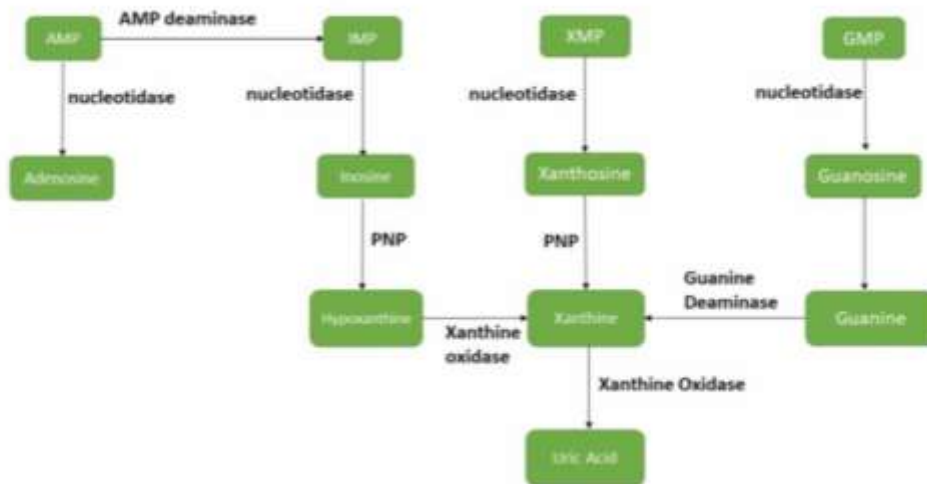 AMP deaminase
AMP
IMP
XMP
GMP
nucleotidase
nucleotidase
nucleotidase
nucleotidase
Adenosine
Inosine
Xanthosine
Guanosine
PNP
PNP
Guanine
Deaminase
Hypoxanthine
Xanthine
Guanine
Xanthine
oxidase
Xanthine Oxidase
Uric Acid